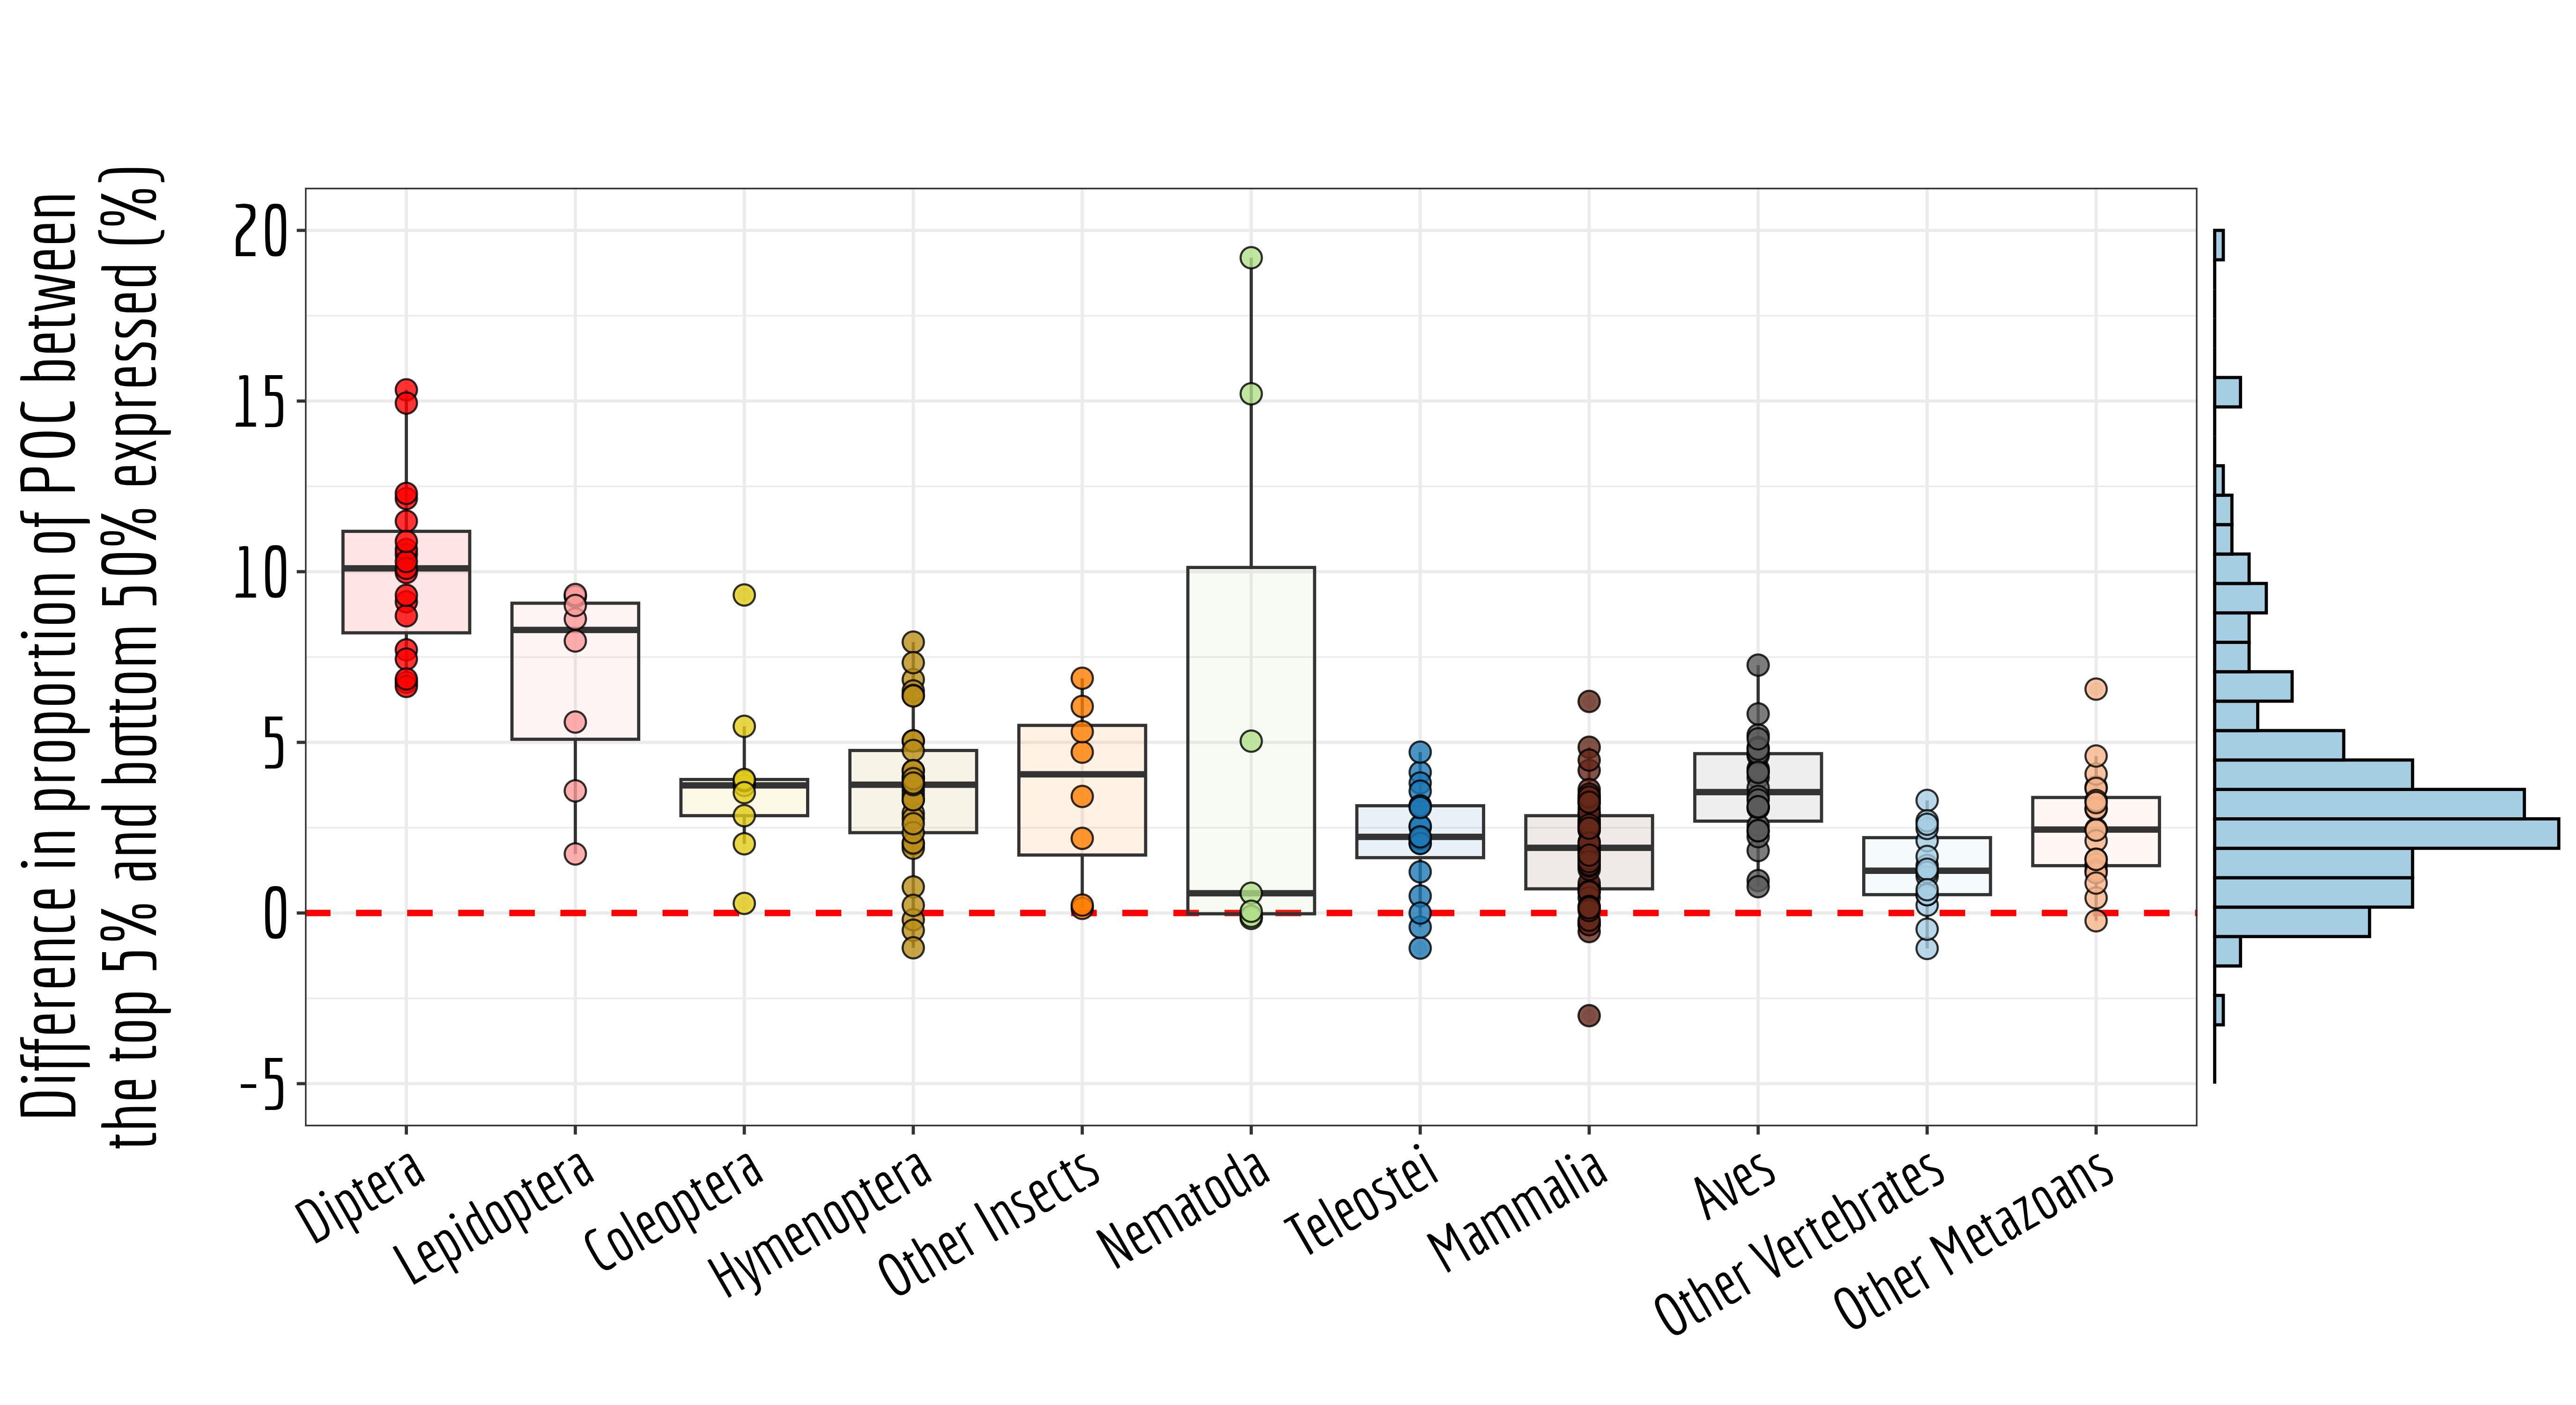 Difference in proportion of POC between
the top 5% and bottom 50% expressed (%)
20
15
10
5
0
-5
Diptera
Lepidoptera
Coleoptera
Hymenoptera
Other Insects
Nematoda
Teleostei
Mammalia
Aves
Other Vertebrates
Other Metazoans